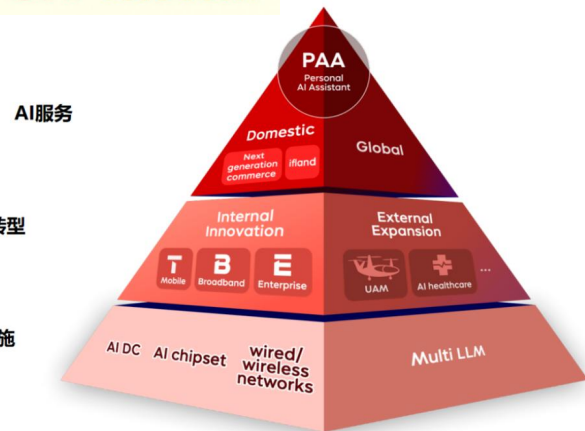 PAA
Personal
AI Assistant
AI服务
Domestic
Global
Next
generation
commerce
ifland
转型
Internal
Innovation
External
Expansion
T
Mobile
B
Broadband
E
Enterprise
UAM
AI healthcare
...
施
AI DC
AI chipset
wired/
wireless
networks
Multi LLM